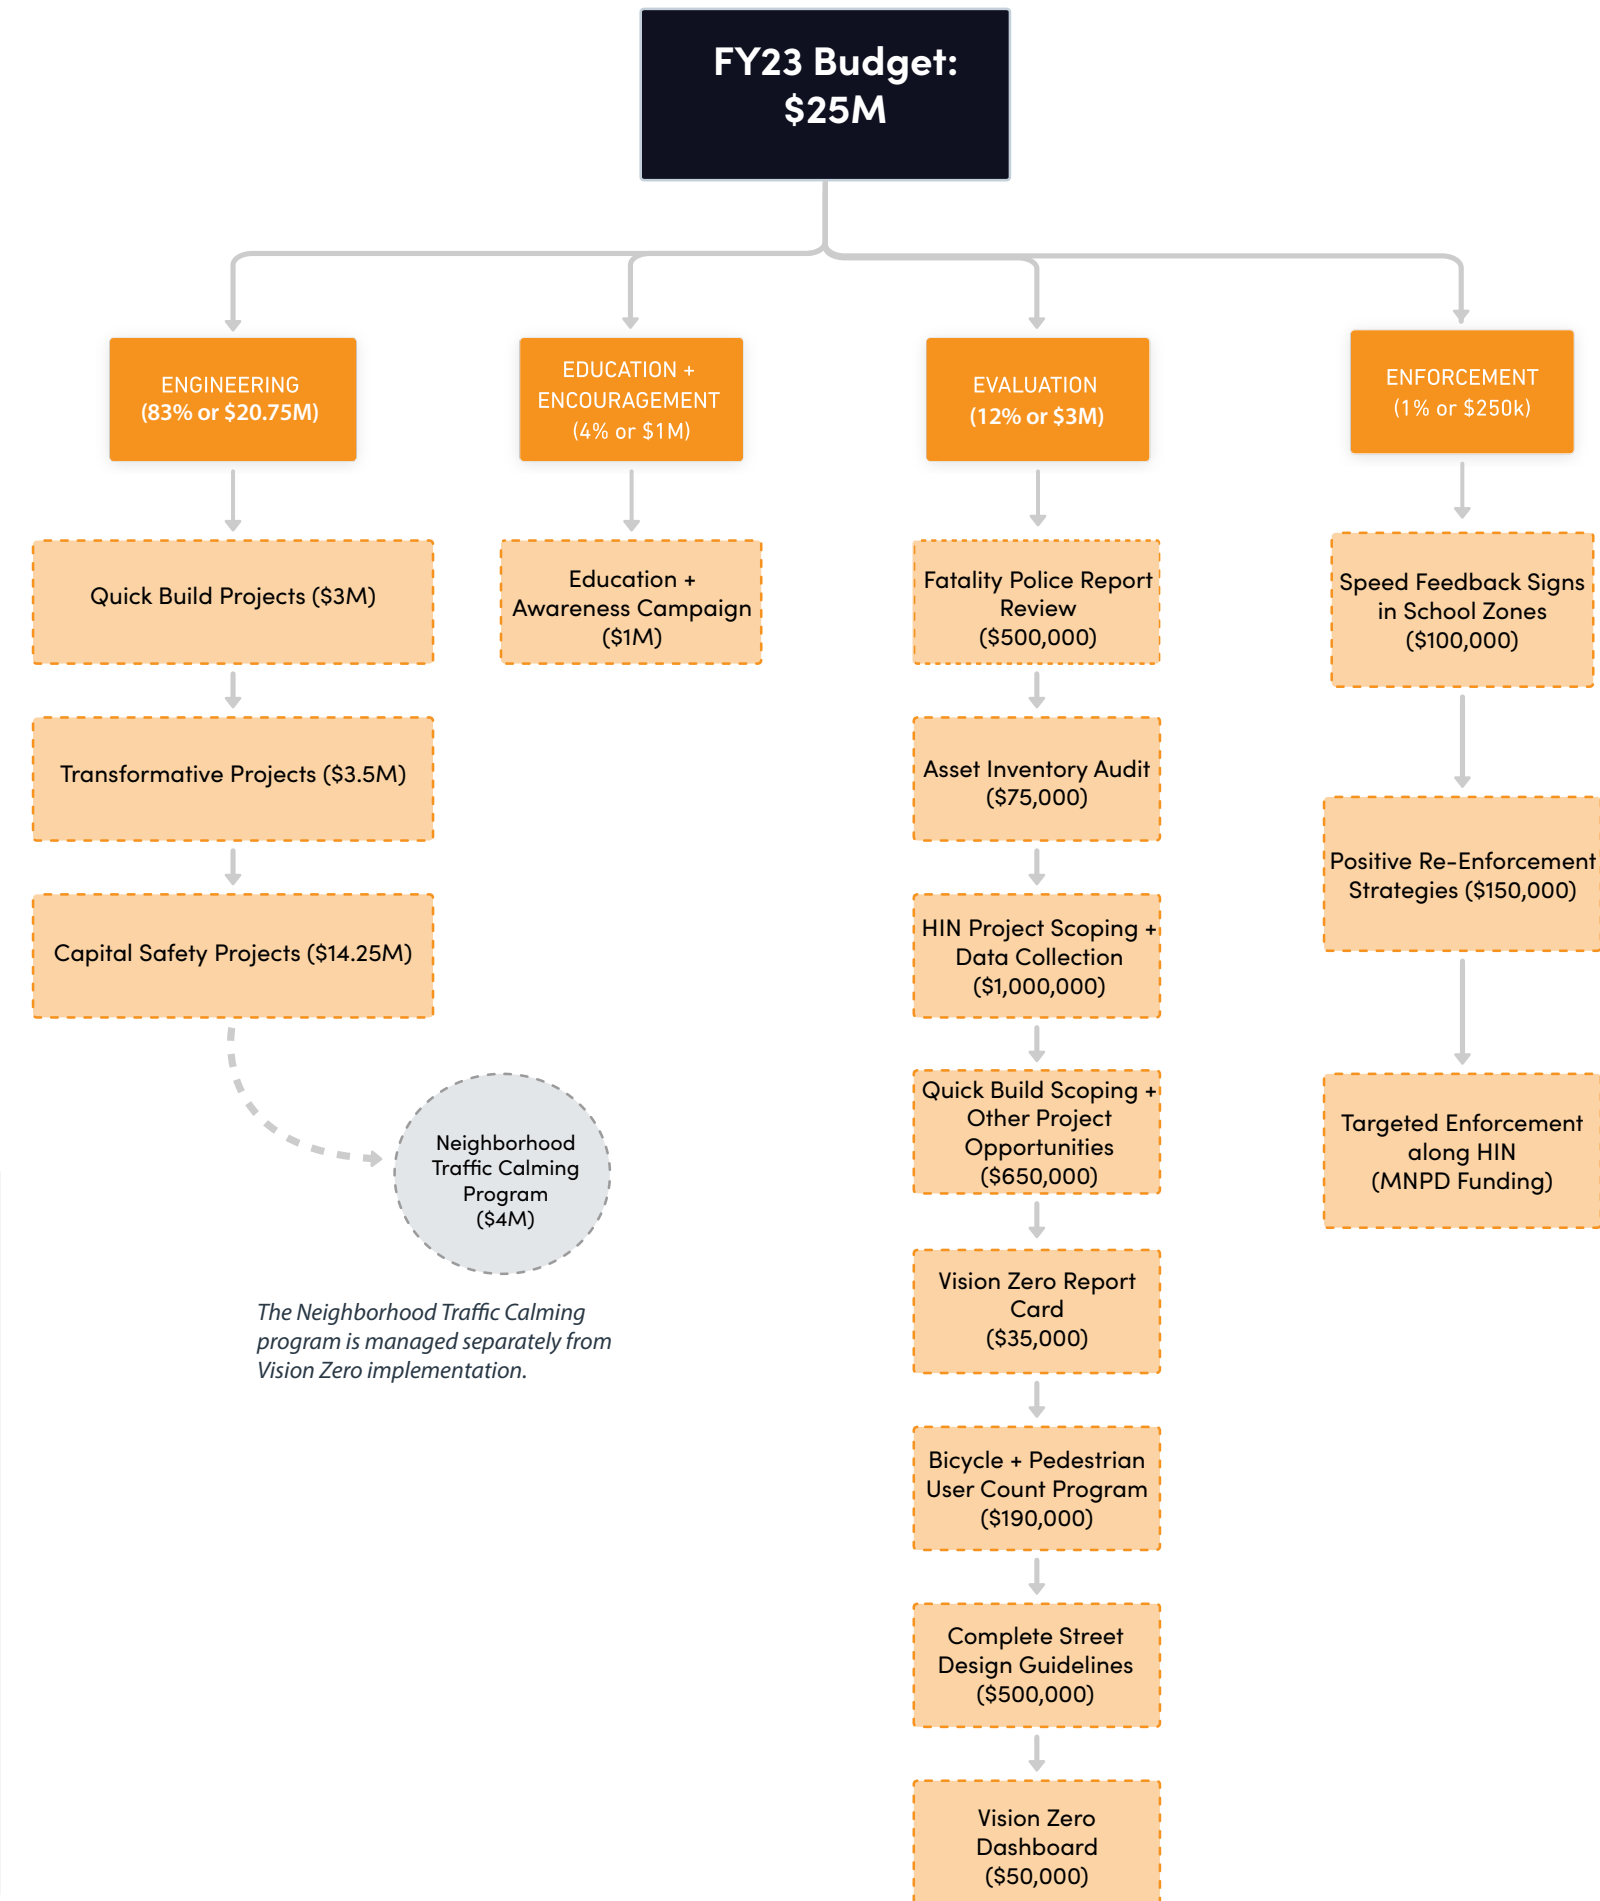 FY23 Budget:
$25M
ENGINEERING
(83% or $20.75M)
EDUCATION +
ENCOURAGEMENT
(4% or $1M)
EVALUATION
(12% or $3M)
ENFORCEMENT
(1% or $250k)
Quick Build Projects ($3M)
Transformative Projects ($3.5M)
Capital Safety Projects ($14.25M)
Neighborhood
Traffic Calming
Program
($4M)
The Neighborhood Traffic Calming
program is managed separately from
Vision Zero implementation.
Education +
Awareness Campaign
($1M)
Fatality Police Report
Review
($500,000)
Asset Inventory Audit
($75,000)
HIN Project Scoping +
Data Collection
($1,000,000)
Quick Build Scoping +
Other Project
Opportunities
($650,000)
Vision Zero Report
Card
($35,000)
Bicycle + Pedestrian
User Count Program
($190,000)
Complete Street
Design Guidelines
($500,000)
Vision Zero
Dashboard
($50,000)
Speed Feedback Signs
in School Zones
($100,000)
Positive Re-Enforcement
Strategies ($150,000)
Targeted Enforcement
along HIN
(MNPD Funding)